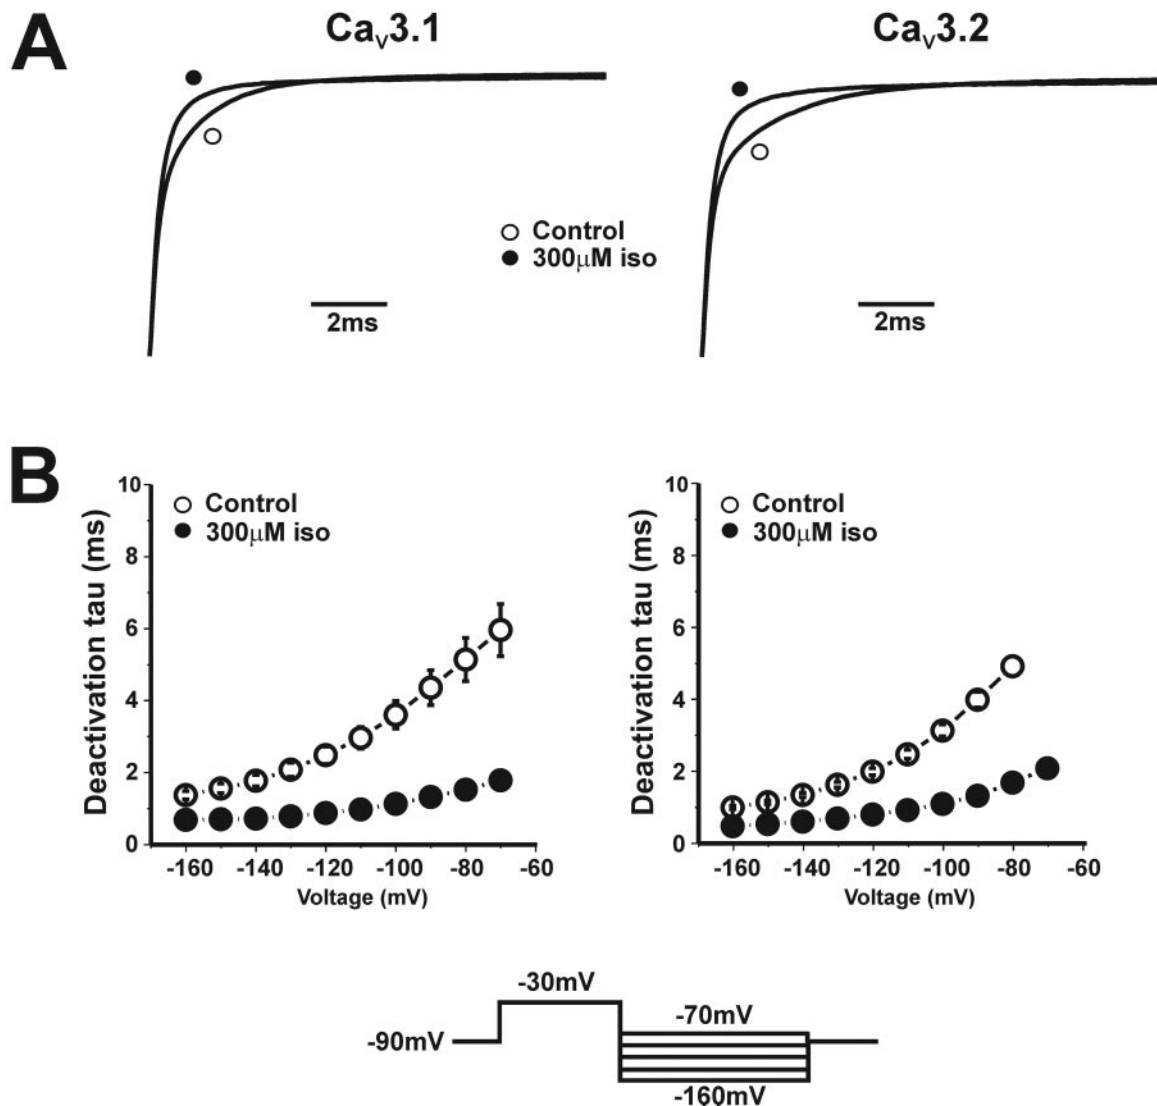 A
Ca_V3.1
Ca_V3.2
Control
300μM iso
2ms
2ms
B
Control
300μM iso
Deactivation tau (ms)
10
8
6
4
2
0
-160
-140
-120
-100
-80
-60
Voltage (mV)
Control
300μM iso
Deactivation tau (ms)
10
8
6
4
2
0
-160
-140
-120
-100
-80
-60
Voltage (mV)
-30mV
-70mV
-90mV
-160mV